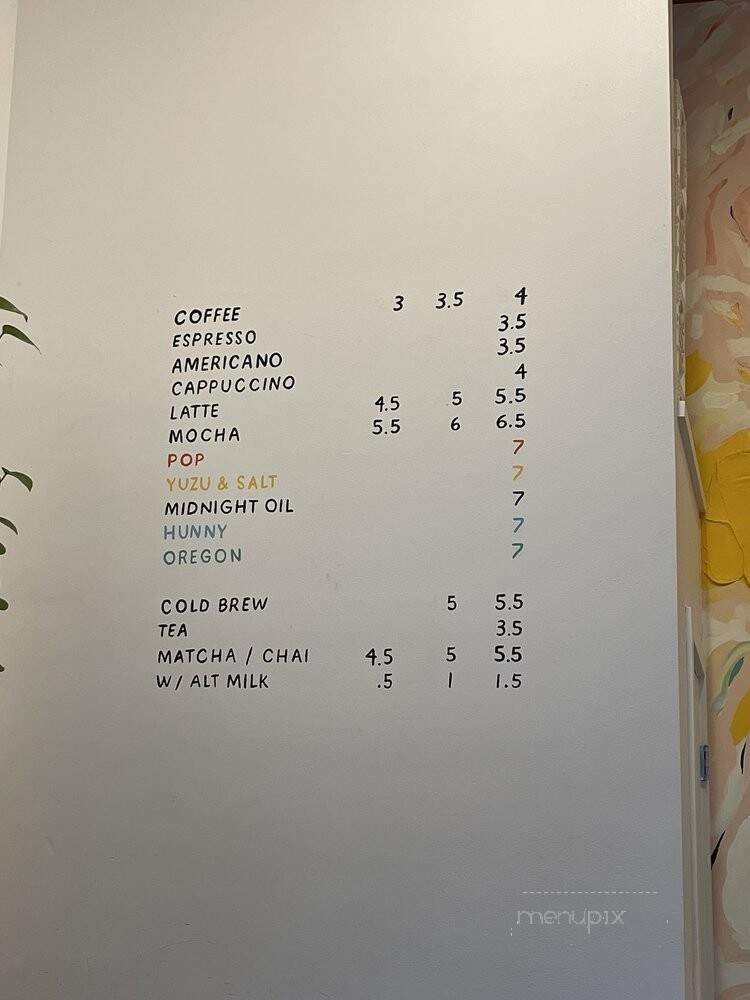 COFFEE 3 3.5 4
ESPRESSO 3.5
AMERICANO 3.5
CAPPUCCINO 4
LATTE 4.5 5 5.5
MOCHA 5.5 6 6.5
POP 7
YUZU & SALT 7
MIDNIGHT OIL 7
HUNNY 7
OREGON 7
COLD BREW 5 5.5
TEA 3.5
MATCHA / CHAI 4.5 5 5.5
W/ ALT MILK .5 1 1.5
menupix